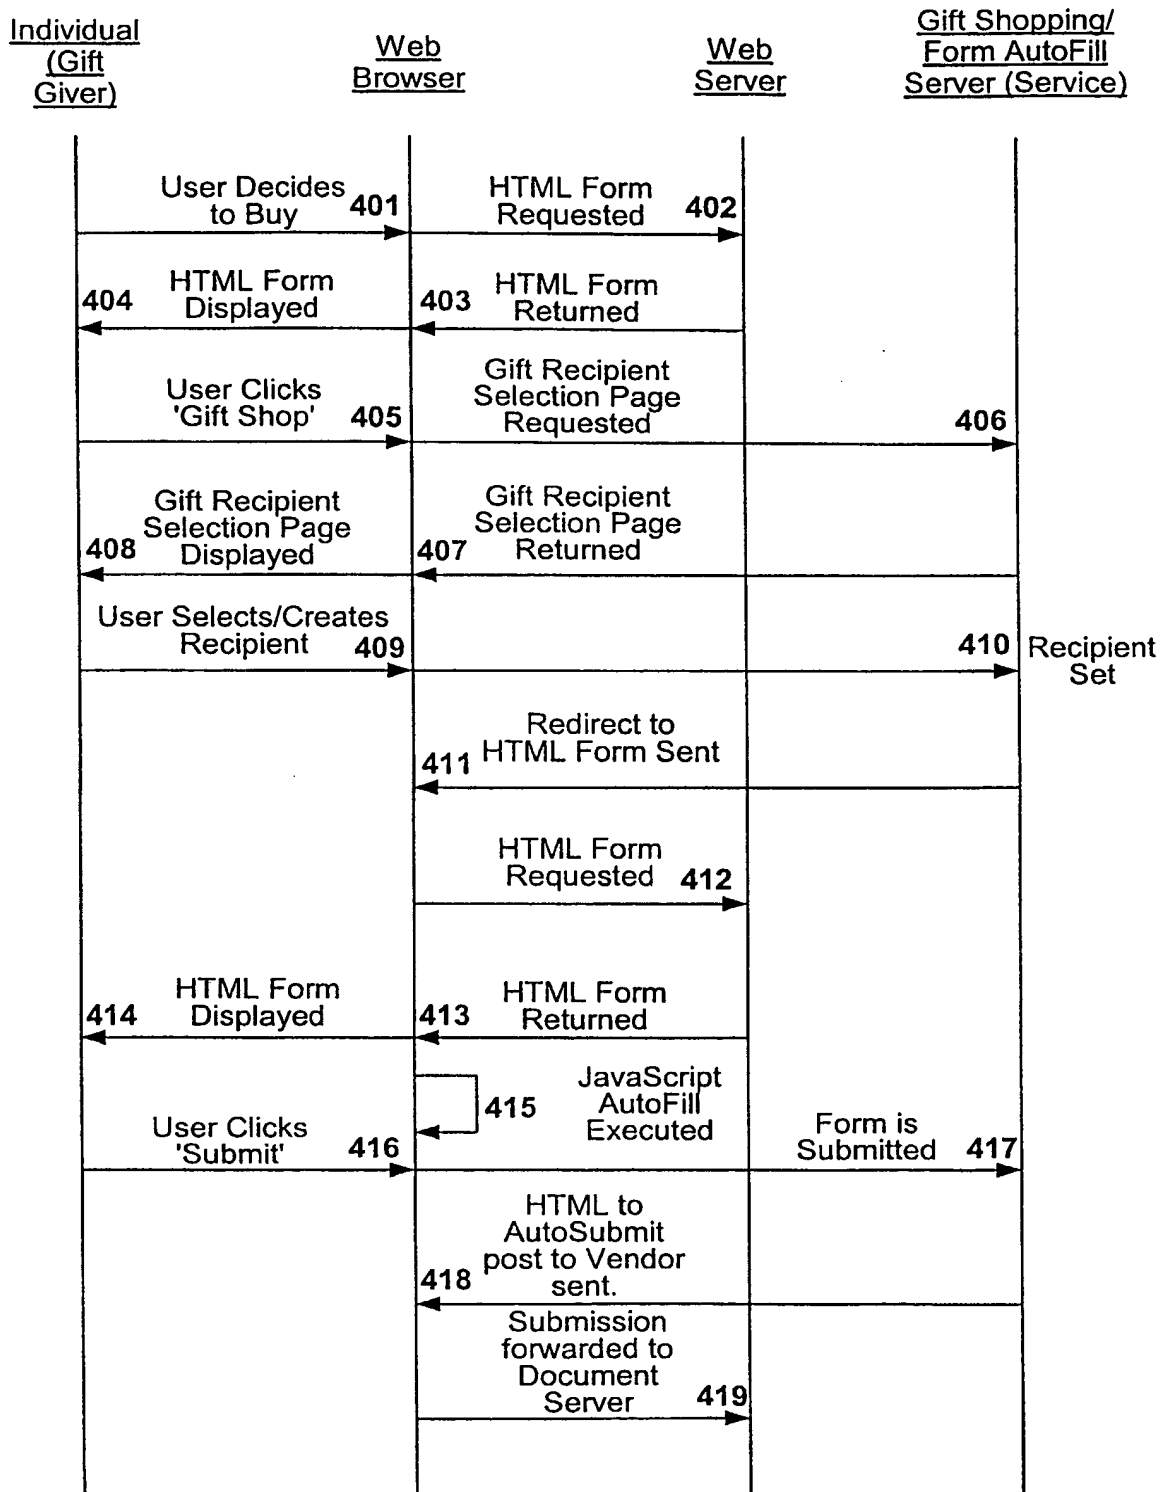 Individual
(Gift
Giver)
Web
Browser
Web
Server
Gift Shopping/
Form AutoFill
Server (Service)
User Decides
to Buy
401
HTML Form
Requested
402
HTML Form
Displayed
404
HTML Form
Returned
403
User Clicks
'Gift Shop'
405
Gift Recipient
Selection Page
Requested
406
Gift Recipient
Selection Page
Displayed
408
Gift Recipient
Selection Page
Returned
407
User Selects/Creates
Recipient
409
410
Recipient
Set
Redirect to
HTML Form Sent
411
HTML Form
Requested
412
HTML Form
Displayed
414
HTML Form
Returned
413
415
JavaScript
AutoFill
Executed
User Clicks
'Submit'
416
Form is
Submitted
417
HTML to
AutoSubmit
post to Vendor
sent.
418
Submission
forwarded to
Document
Server
419